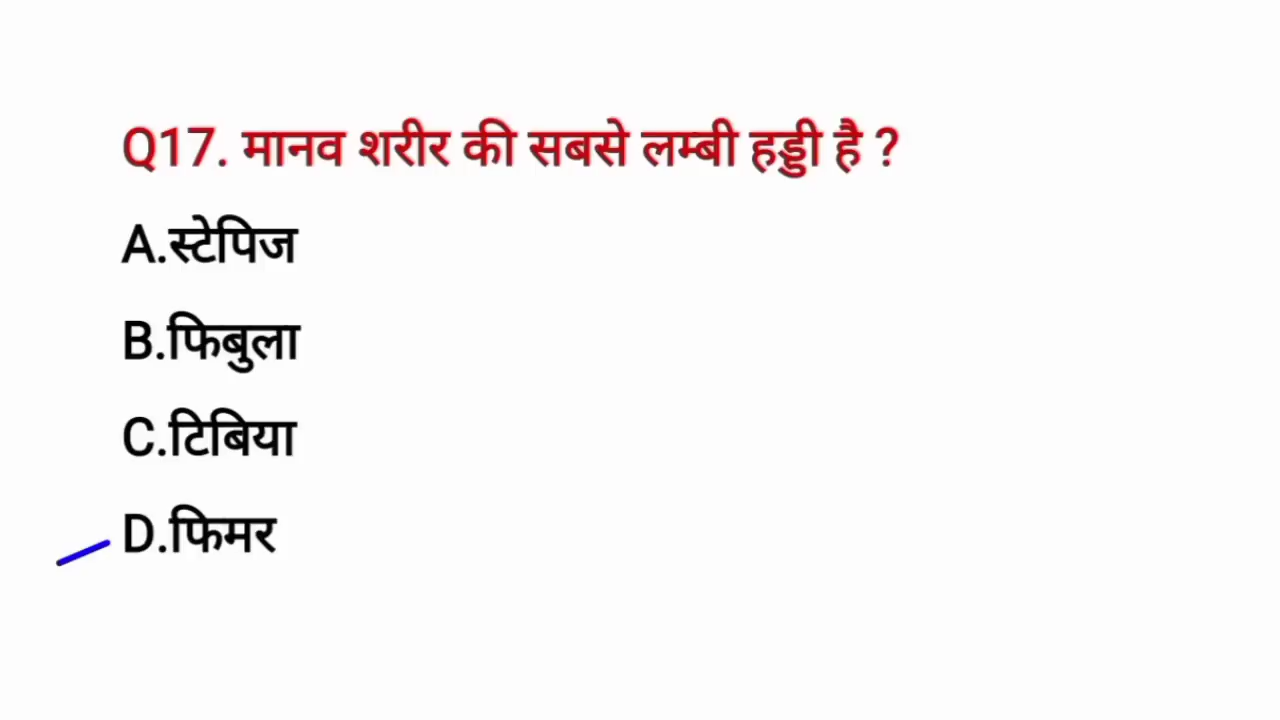 Q17. मानव शरीर की सबसे लम्बी हड्डी है ?
A.स्टेपिज
B.फिबुला
C.टिबिया
D.फिमर